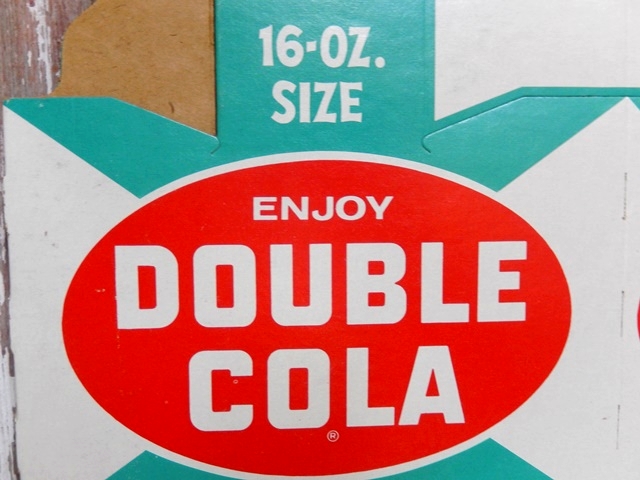 16-OZ.
SIZE
ENJOY
DOUBLE
COLA
®